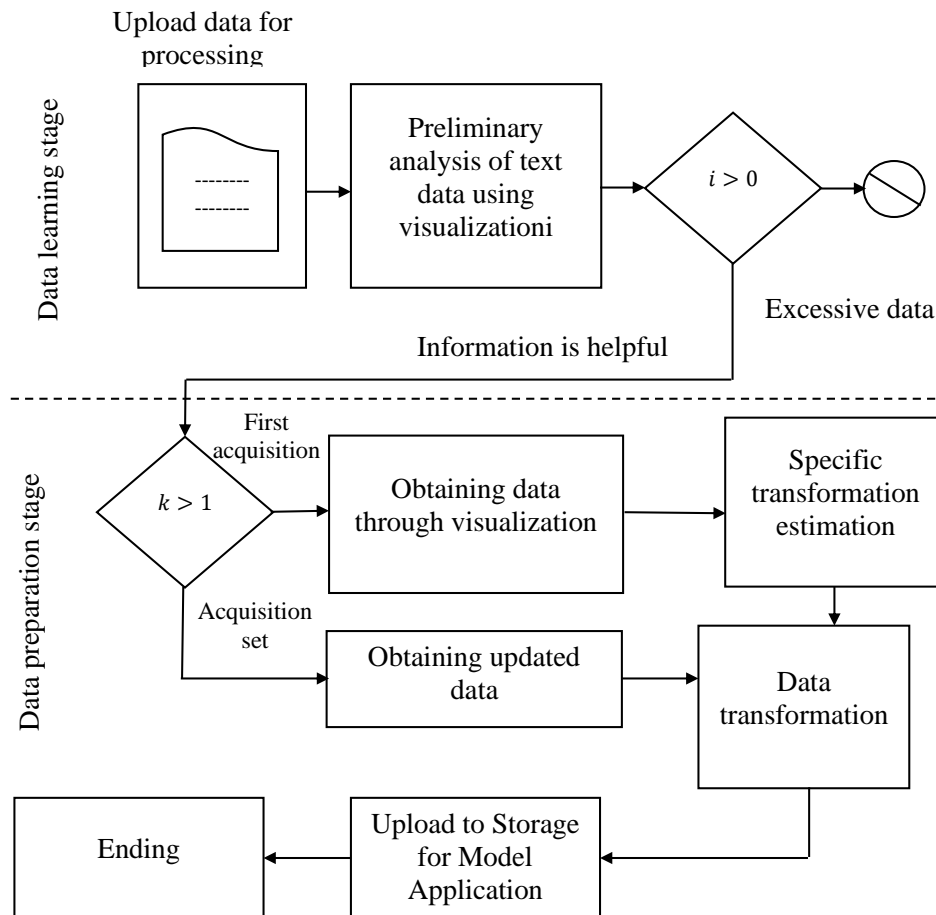 Upload data for
processing
Data learning stage
--------
--------
Preliminary
analysis of text
data using
visualizationi
i > 0
Excessive data
Information is helpful
Data preparation stage
First
acquisition
k > 1
Obtaining data
through visualization
Specific
transformation
estimation
Acquisition
set
Obtaining updated
data
Data
transformation
Ending
Upload to Storage
for Model
Application